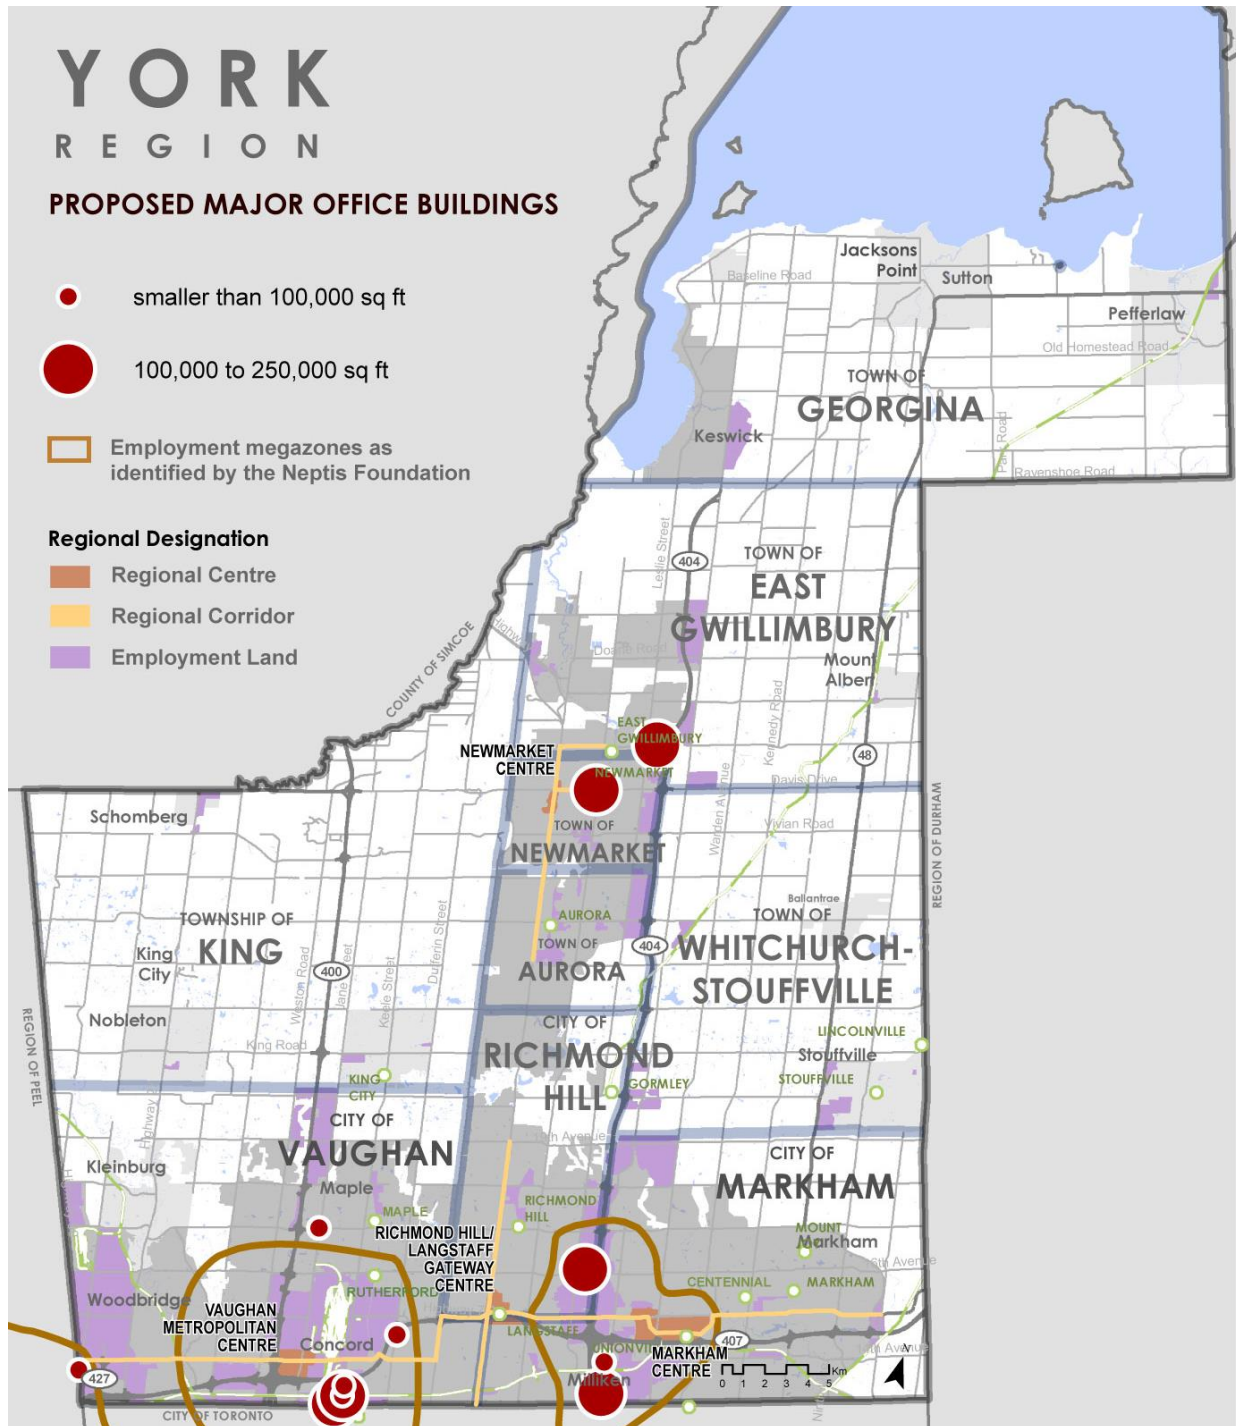 YORK
REGION
PROPOSED MAJOR OFFICE BUILDINGS
smaller than 100,000 sq ft
100,000 to 250,000 sq ft
Employment megazones as
identified by the Neptis Foundation
Regional Designation
Regional Centre
Regional Corridor
Employment Land
Jacksons
Point
Sutton
Baseline Road
Pefferlaw
Old Homestead Road
TOWN OF
GEORGINA
Keswick
Ravenshoe Road
Leslie Street
404
TOWN OF
EAST
GWILLIMBURY
Doane Road
Mount
Albert
COUNTY OF SIMCOE
Kennedy Road
EAST
GWILLIMBURY
NEWMARKET
CENTRE
NEWMARKET
48
Davis Drive
Schomberg
TOWN OF
NEWMARKET
Vivian Road
Warden Avenue
REGION OF DURHAM
Ballantrae
TOWN OF
WHITCHURCH-
STOUFFVILLE
TOWNSHIP OF
KING
King
City
Dufferin Street
AURORA
TOWN OF
AURORA
404
400
Weston Road
Keele Street
Nobleton
CITY OF
RICHMOND
HILL
LINCOLNVILLE
Stouffville
STOUFFVILLE
REGION OF PEEL
King Road
KING
CITY
GORMLEY
CITY OF
VAUGHAN
Kleinburg
Maple
CITY OF
MARKHAM
MAPLE
RICHMOND
HILL
RICHMOND HILL/
LANGSTAFF
GATEWAY
CENTRE
MOUNT
Markham
RUTHERFORD
CENTENNIAL
MARKHAM
Woodbridge
VAUGHAN
METROPOLITAN
CENTRE
Concord
LANGSTAFF
407
MARKHAM
CENTRE
427
Milliken
0 1 2 3 4 5 Km
N
CITY OF TORONTO